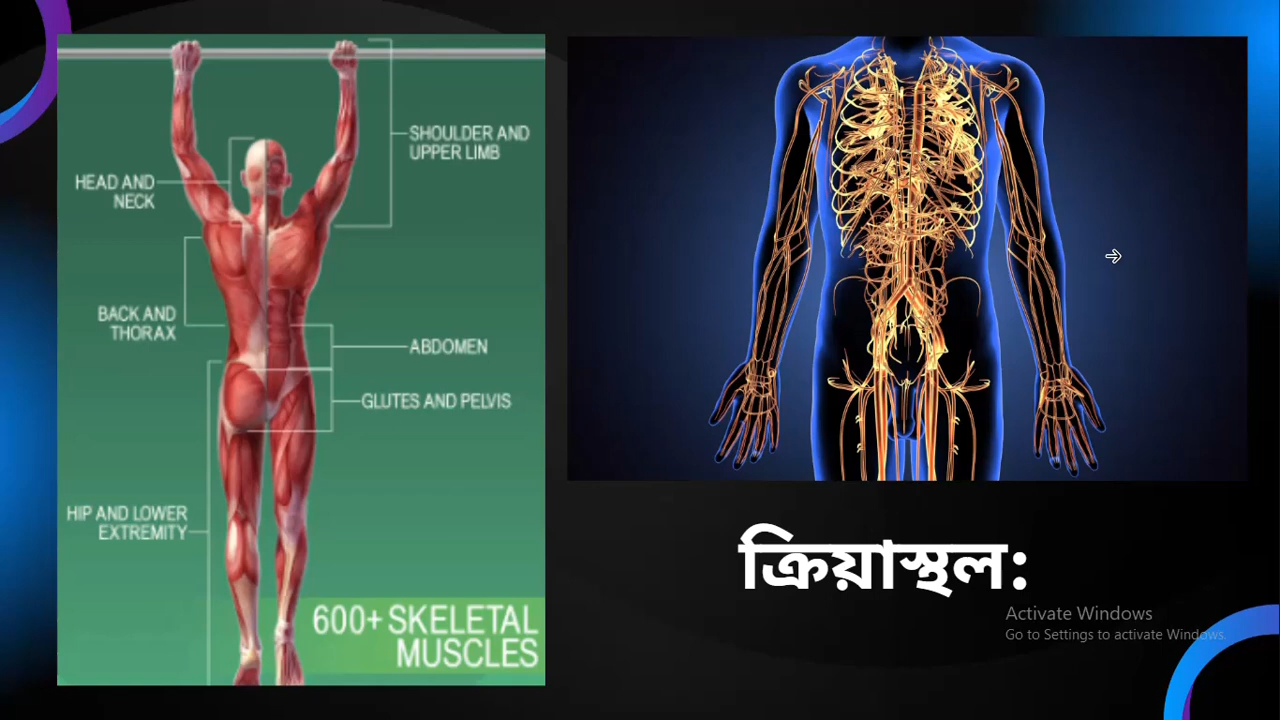 SHOULDER AND
UPPER LIMB
HEAD AND
NECK
BACK AND
THORAX
ABDOMEN
GLUTES AND PELVIS
HIP AND LOWER
EXTREMITY
600+ SKELETAL
MUSCLES
ক্রিয়াস্থল:
Activate Windows
Go to Settings to activate Windows.